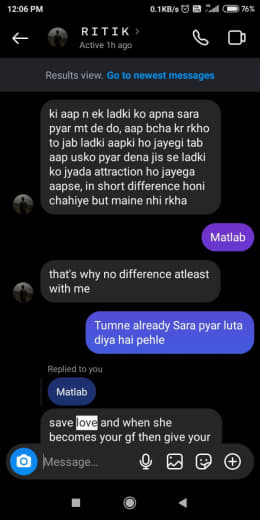 12:06 PM
0.1KB/s
76%
R I T I K
Active 1h ago
Results view. Go to newest messages
ki aap n ek ladki ko apna sara
pyar mt de do, aap bcha kr rkho
to jab ladki aapki ho jayegi tab
aap usko pyar dena jis se ladki
ko jyada attraction ho jayega
aapse, in short difference honi
chahiye but maine nhi rkha
Matlab
that's why no difference atleast
with me
Tumne already Sara pyar luta
diya hai pehle
Replied to you
Matlab
save love and when she
becomes your gf then give your
Message...